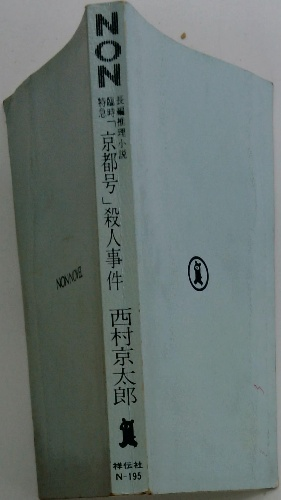 NON
長編推理小説
臨時
特急
「京都号」殺人事件
西村京太郎
祥伝社
N-195
NON NOVEL